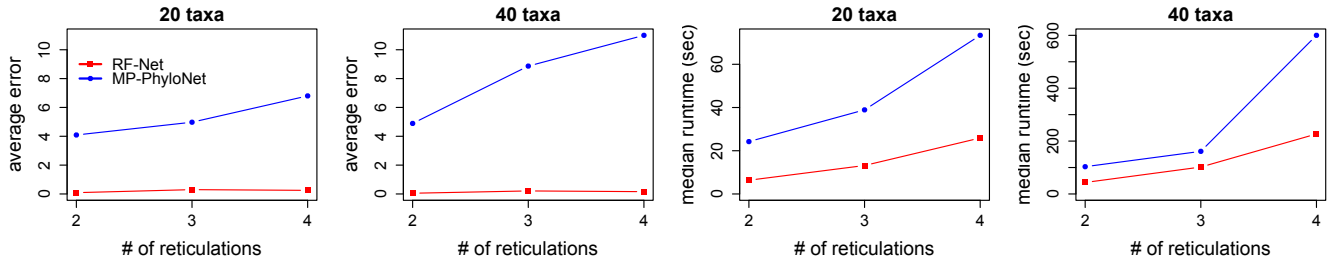 20 taxa
average error
10
8
6
4
2
0
RF-Net
MP-PhyloNet
2 3 4
# of reticulations
40 taxa
average error
10
8
6
4
2
0
2 3 4
# of reticulations
20 taxa
median runtime (sec)
60
40
20
0
2 3 4
# of reticulations
40 taxa
median runtime (sec)
600
400
200
0
2 3 4
# of reticulations